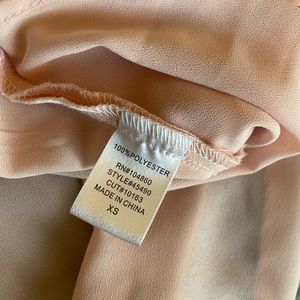 100%POLYESTER
RN#104860
STYLE#45490
CUT#10163
MADE IN CHINA
XS